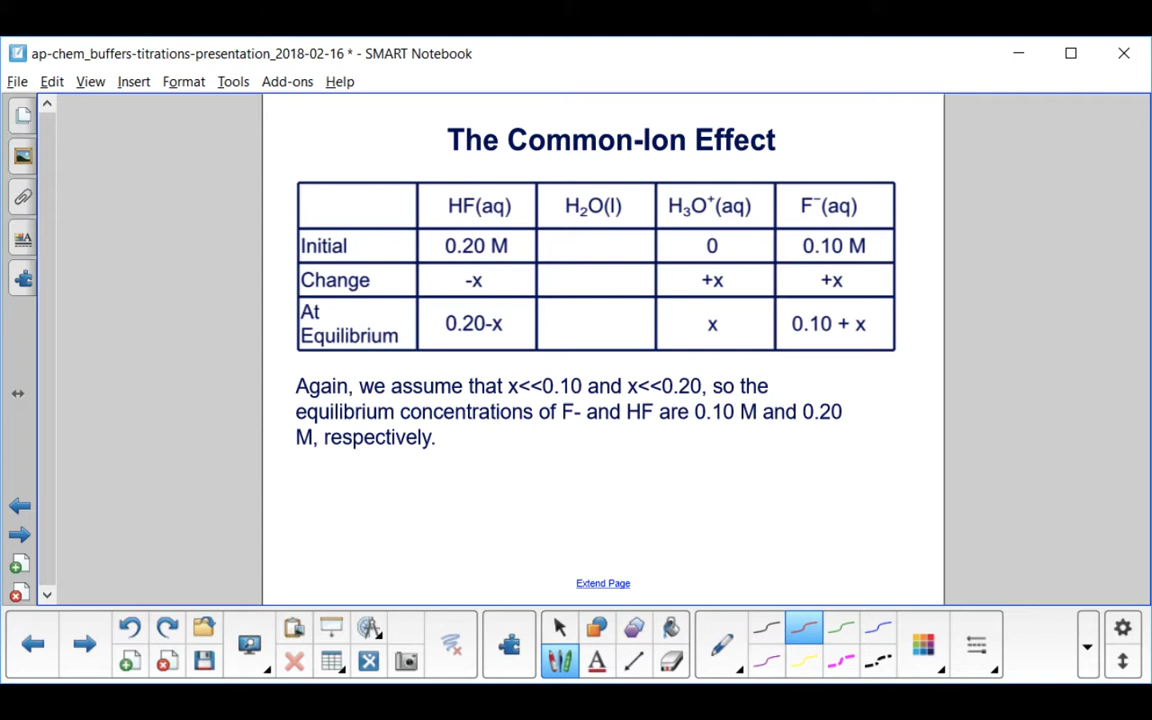 ap-chem_buffers-titrations-presentation_2018-02-16 * - SMART Notebook
File Edit View Insert Format Tools Add-ons Help
The Common-Ion Effect
HF(aq) H₂O(l) H₃O⁺(aq) F⁻(aq)
Initial 0.20 M 0 0.10 M
Change -x +x +x
At
Equilibrium 0.20-x x 0.10 + x
Again, we assume that x<<0.10 and x<<0.20, so the
equilibrium concentrations of F- and HF are 0.10 M and 0.20
M, respectively.
Extend Page